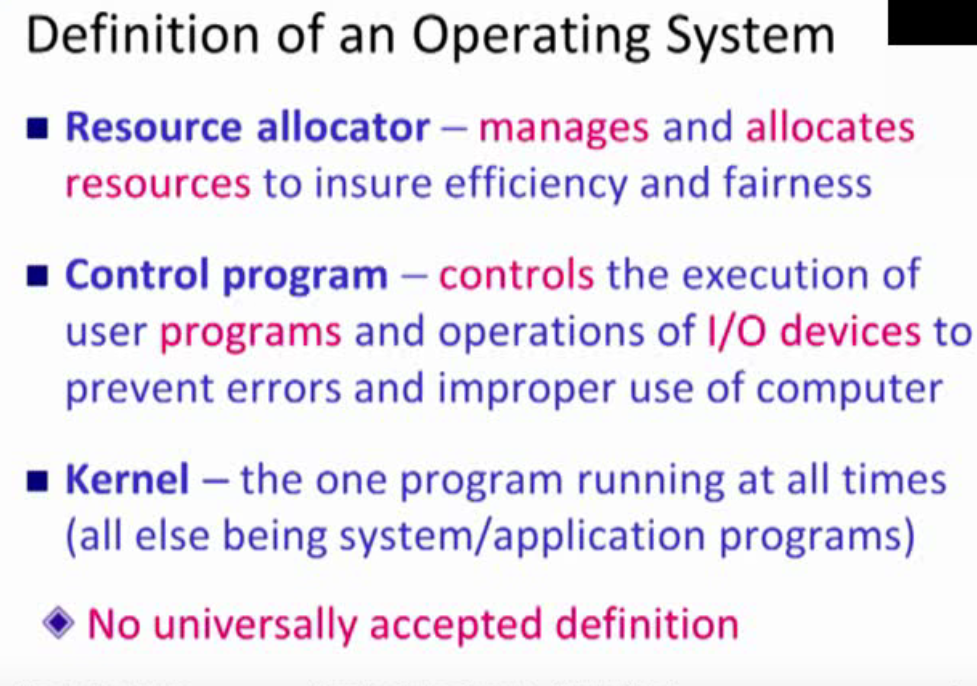 Definition of an Operating System
Resource allocator – manages and allocates
resources to insure efficiency and fairness
Control program – controls the execution of
user programs and operations of I/O devices to
prevent errors and improper use of computer
Kernel – the one program running at all times
(all else being system/application programs)
No universally accepted definition